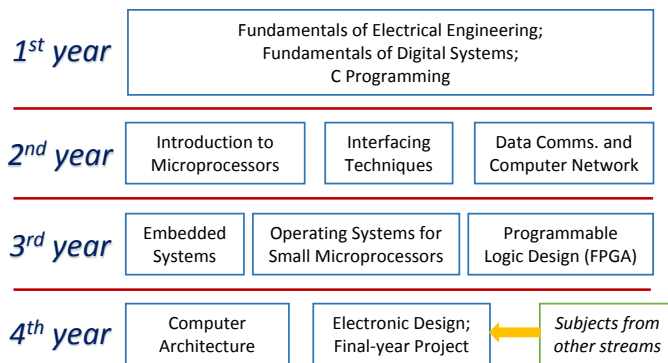 1st year
Fundamentals of Electrical Engineering;
Fundamentals of Digital Systems;
C Programming
2nd year
Introduction to
Microprocessors
Interfacing
Techniques
Data Comms. and
Computer Network
3rd year
Embedded
Systems
Operating Systems for
Small Microprocessors
Programmable
Logic Design (FPGA)
4th year
Computer
Architecture
Electronic Design;
Final-year Project
Subjects from
other streams